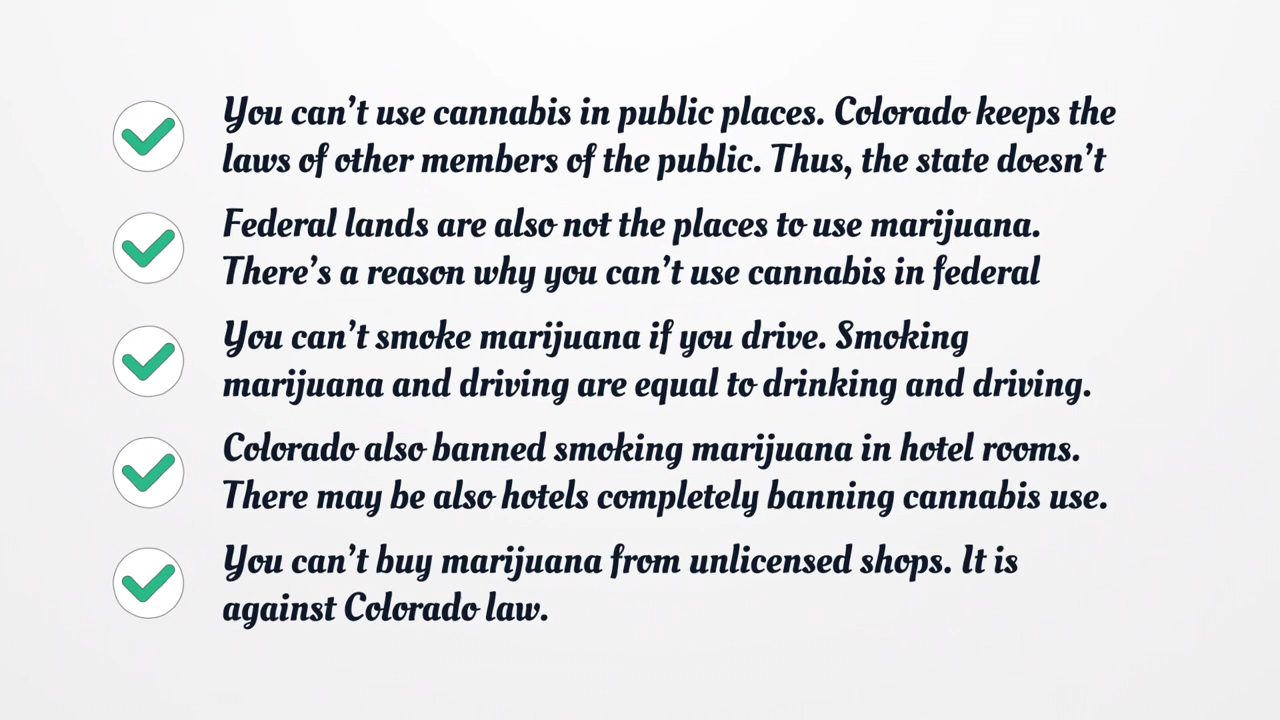 You can’t use cannabis in public places. Colorado keeps the
laws of other members of the public. Thus, the state doesn’t
Federal lands are also not the places to use marijuana.
There’s a reason why you can’t use cannabis in federal
You can’t smoke marijuana if you drive. Smoking
marijuana and driving are equal to drinking and driving.
Colorado also banned smoking marijuana in hotel rooms.
There may be also hotels completely banning cannabis use.
You can’t buy marijuana from unlicensed shops. It is
against Colorado law.